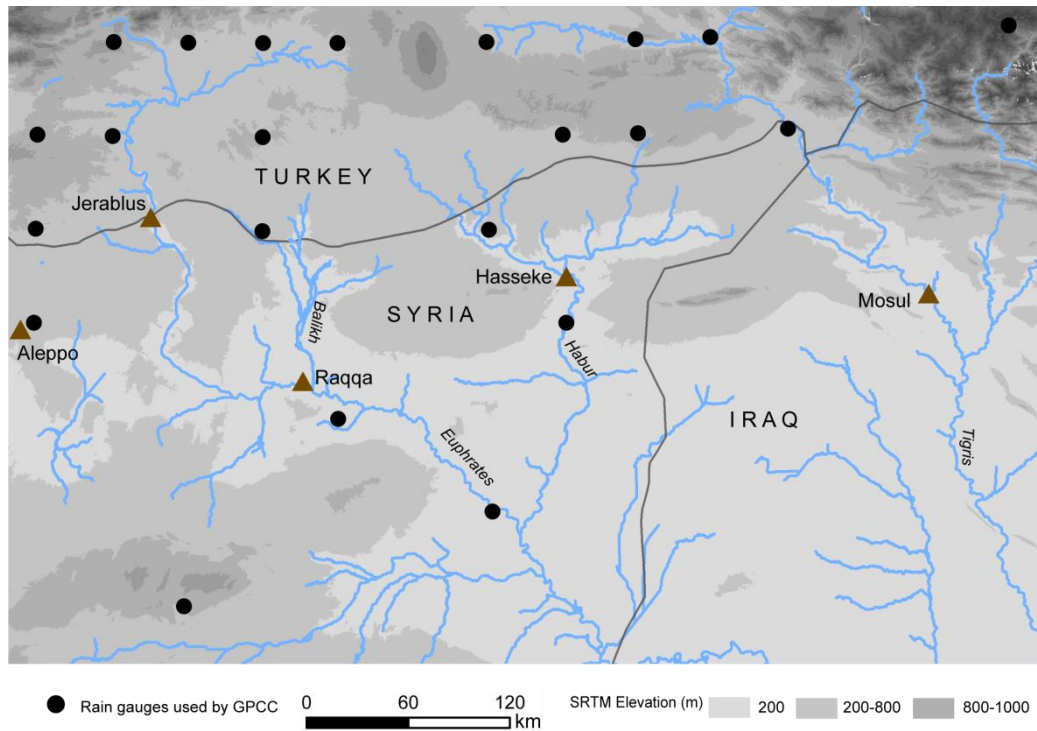 TURKEY
Jerablus
Hasseke
Mosul
SYRIA
Balikh
Aleppo
Habur
Raqqa
IRAQ
Euphrates
Tigris
Rain gauges used by GPCC
0 60 120
km
SRTM Elevation (m) 200 200-800 800-1000